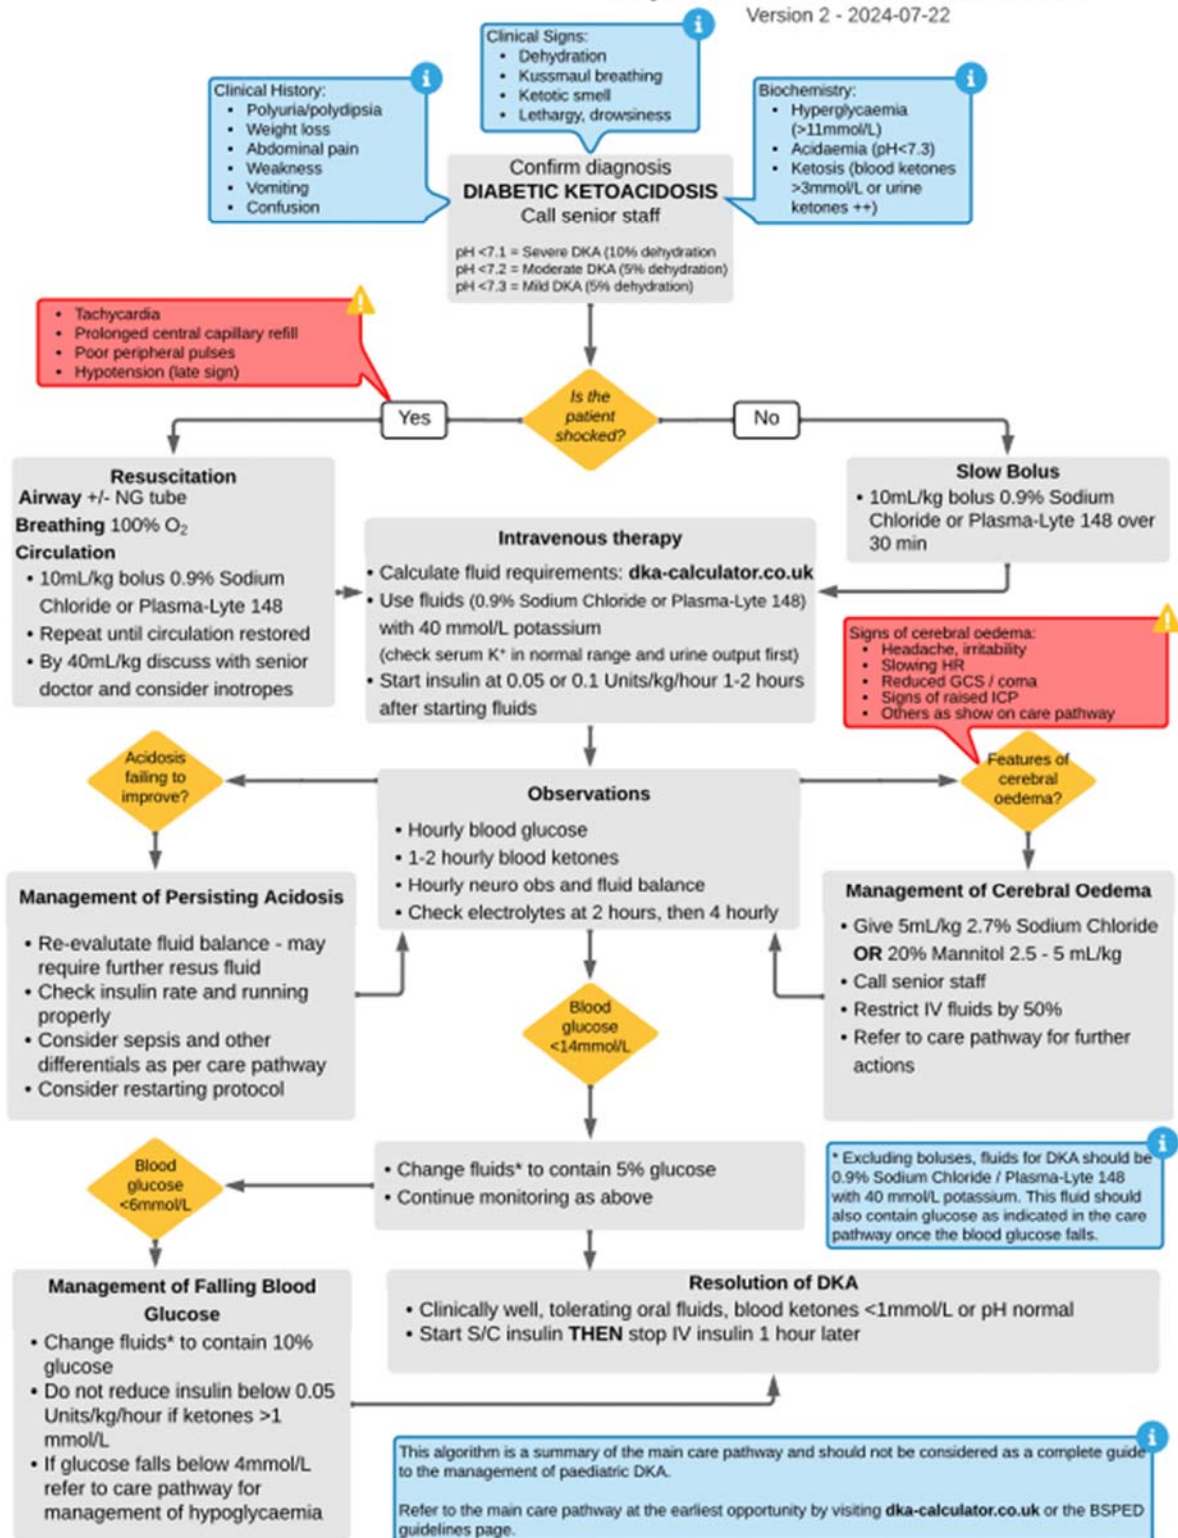 Version 2 - 2024-07-22
Clinical Signs:
• Dehydration
• Kussmaul breathing
• Ketotic smell
• Lethargy, drowsiness
Clinical History:
• Polyuria/polydipsia
• Weight loss
• Abdominal pain
• Weakness
• Vomiting
• Confusion
Biochemistry:
• Hyperglycaemia
(>11mmol/L)
• Acidaemia (pH<7.3)
• Ketosis (blood ketones
>3mmol/L or urine
ketones ++)
Confirm diagnosis
DIABETIC KETOACIDOSIS
Call senior staff
pH <7.1 = Severe DKA (10% dehydration
pH <7.2 = Moderate DKA (5% dehydration)
pH <7.3 = Mild DKA (5% dehydration)
• Tachycardia
• Prolonged central capillary refill
• Poor peripheral pulses
• Hypotension (late sign)
Is the
patient
shocked?
Yes
No
Resuscitation
Airway +/- NG tube
Breathing 100% O₂
Circulation
• 10mL/kg bolus 0.9% Sodium
Chloride or Plasma-Lyte 148
• Repeat until circulation restored
• By 40mL/kg discuss with senior
doctor and consider inotropes
Slow Bolus
• 10mL/kg bolus 0.9% Sodium
Chloride or Plasma-Lyte 148 over
30 min
Intravenous therapy
• Calculate fluid requirements: dka-calculator.co.uk
• Use fluids (0.9% Sodium Chloride or Plasma-Lyte 148)
with 40 mmol/L potassium
(check serum K⁺ in normal range and urine output first)
• Start insulin at 0.05 or 0.1 Units/kg/hour 1-2 hours
after starting fluids
Signs of cerebral oedema:
• Headache, irritability
• Slowing HR
• Reduced GCS / coma
• Signs of raised ICP
• Others as show on care pathway
Acidosis
failing to
improve?
Features of
cerebral
oedema?
Observations
• Hourly blood glucose
• 1-2 hourly blood ketones
• Hourly neuro obs and fluid balance
• Check electrolytes at 2 hours, then 4 hourly
Management of Persisting Acidosis
• Re-evalutate fluid balance - may
require further resus fluid
• Check insulin rate and running
properly
• Consider sepsis and other
differentials as per care pathway
• Consider restarting protocol
Management of Cerebral Oedema
• Give 5mL/kg 2.7% Sodium Chloride
OR 20% Mannitol 2.5 - 5 mL/kg
• Call senior staff
• Restrict IV fluids by 50%
• Refer to care pathway for further
actions
Blood
glucose
<14mmol/L
• Change fluids* to contain 5% glucose
• Continue monitoring as above
Blood
glucose
<6mmol/L
* Excluding boluses, fluids for DKA should be
0.9% Sodium Chloride / Plasma-Lyte 148
with 40 mmol/L potassium. This fluid should
also contain glucose as indicated in the care
pathway once the blood glucose falls.
Management of Falling Blood
Glucose
• Change fluids* to contain 10%
glucose
• Do not reduce insulin below 0.05
Units/kg/hour if ketones >1
mmol/L
• If glucose falls below 4mmol/L
refer to care pathway for
management of hypoglycaemia
Resolution of DKA
• Clinically well, tolerating oral fluids, blood ketones <1mmol/L or pH normal
• Start S/C insulin THEN stop IV insulin 1 hour later
This algorithm is a summary of the main care pathway and should not be considered as a complete guide
to the management of paediatric DKA.
Refer to the main care pathway at the earliest opportunity by visiting dka-calculator.co.uk or the BSPED
guidelines page.